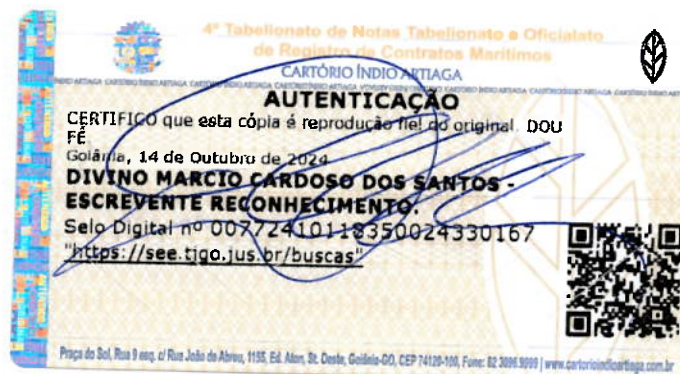 4º Tabelionato de Notas Tabelionato e Oficialato
de Registro de Contratos Marítimos
CARTÓRIO ÍNDIO ARTIAGA
AUTENTICAÇÃO
CERTIFICO que esta cópia é reprodução fiel do original. DOU
FÉ
Goiânia, 14 de Outubro de 2024
DIVINO MARCIO CARDOSO DOS SANTOS -
ESCREVENTE RECONHECIMENTO.
Selo Digital nº 00772410118350024330167
"https://see.tjgo.jus.br/buscas"
Praça do Sol, Rua 9 esq. c/ Rua João de Abreu, 1155, Ed. Aton, St. Oeste, Goiânia-GO, CEP 74120-100, Fone: 62 3096.9999 | www.cartorioindioartiaga.com.br